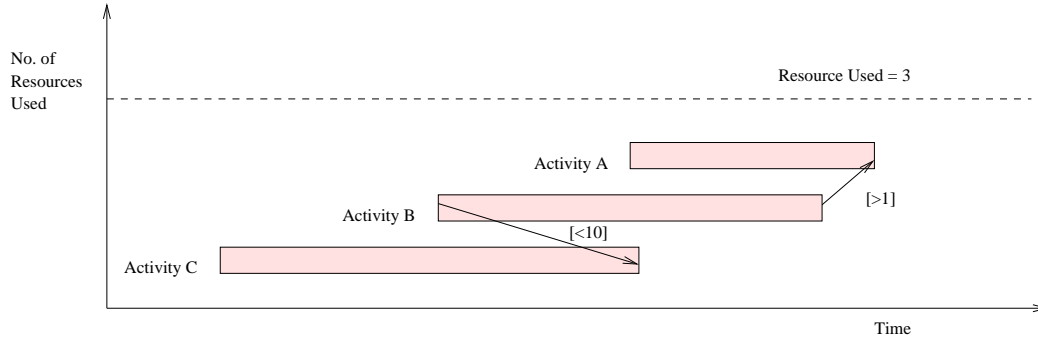 No. of
Resources
Used
Resource Used = 3
Activity A
[>1]
Activity B
[<10]
Activity C
Time